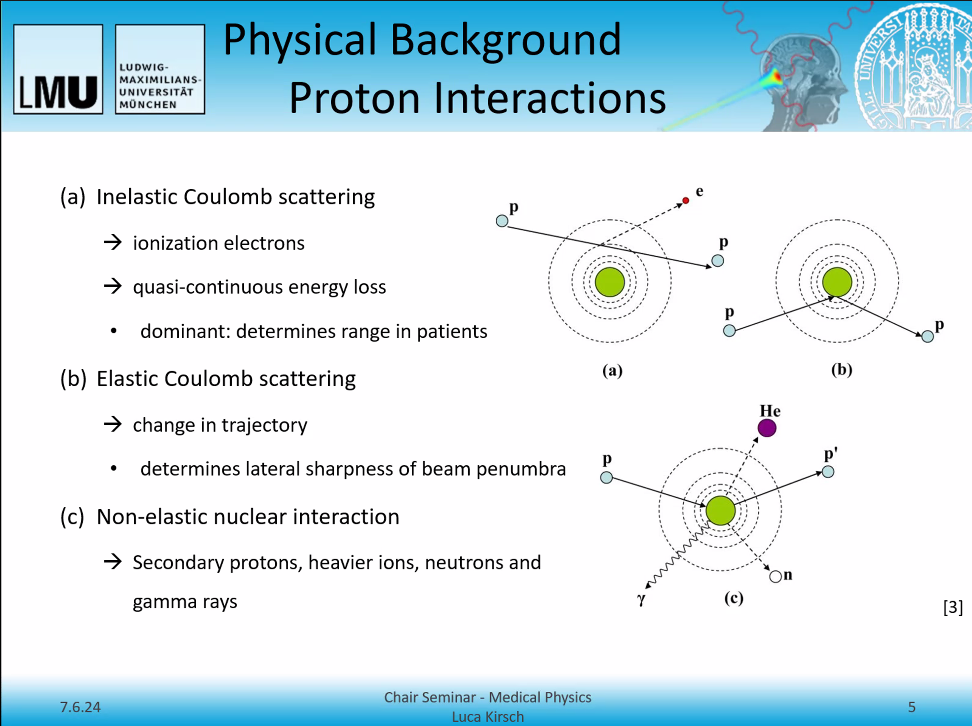 Physical Background
Proton Interactions
LMU
LUDWIG-
MAXIMILIANS-
UNIVERSITÄT
MÜNCHEN
(a) Inelastic Coulomb scattering
→ ionization electrons
→ quasi-continuous energy loss
• dominant: determines range in patients
(b) Elastic Coulomb scattering
→ change in trajectory
• determines lateral sharpness of beam penumbra
(c) Non-elastic nuclear interaction
→ Secondary protons, heavier ions, neutrons and
gamma rays
p
e
p
(a)
p
p
(b)
p
He
p'
n
γ
(c)
[3]
7.6.24
Chair Seminar - Medical Physics
Luca Kirsch
5